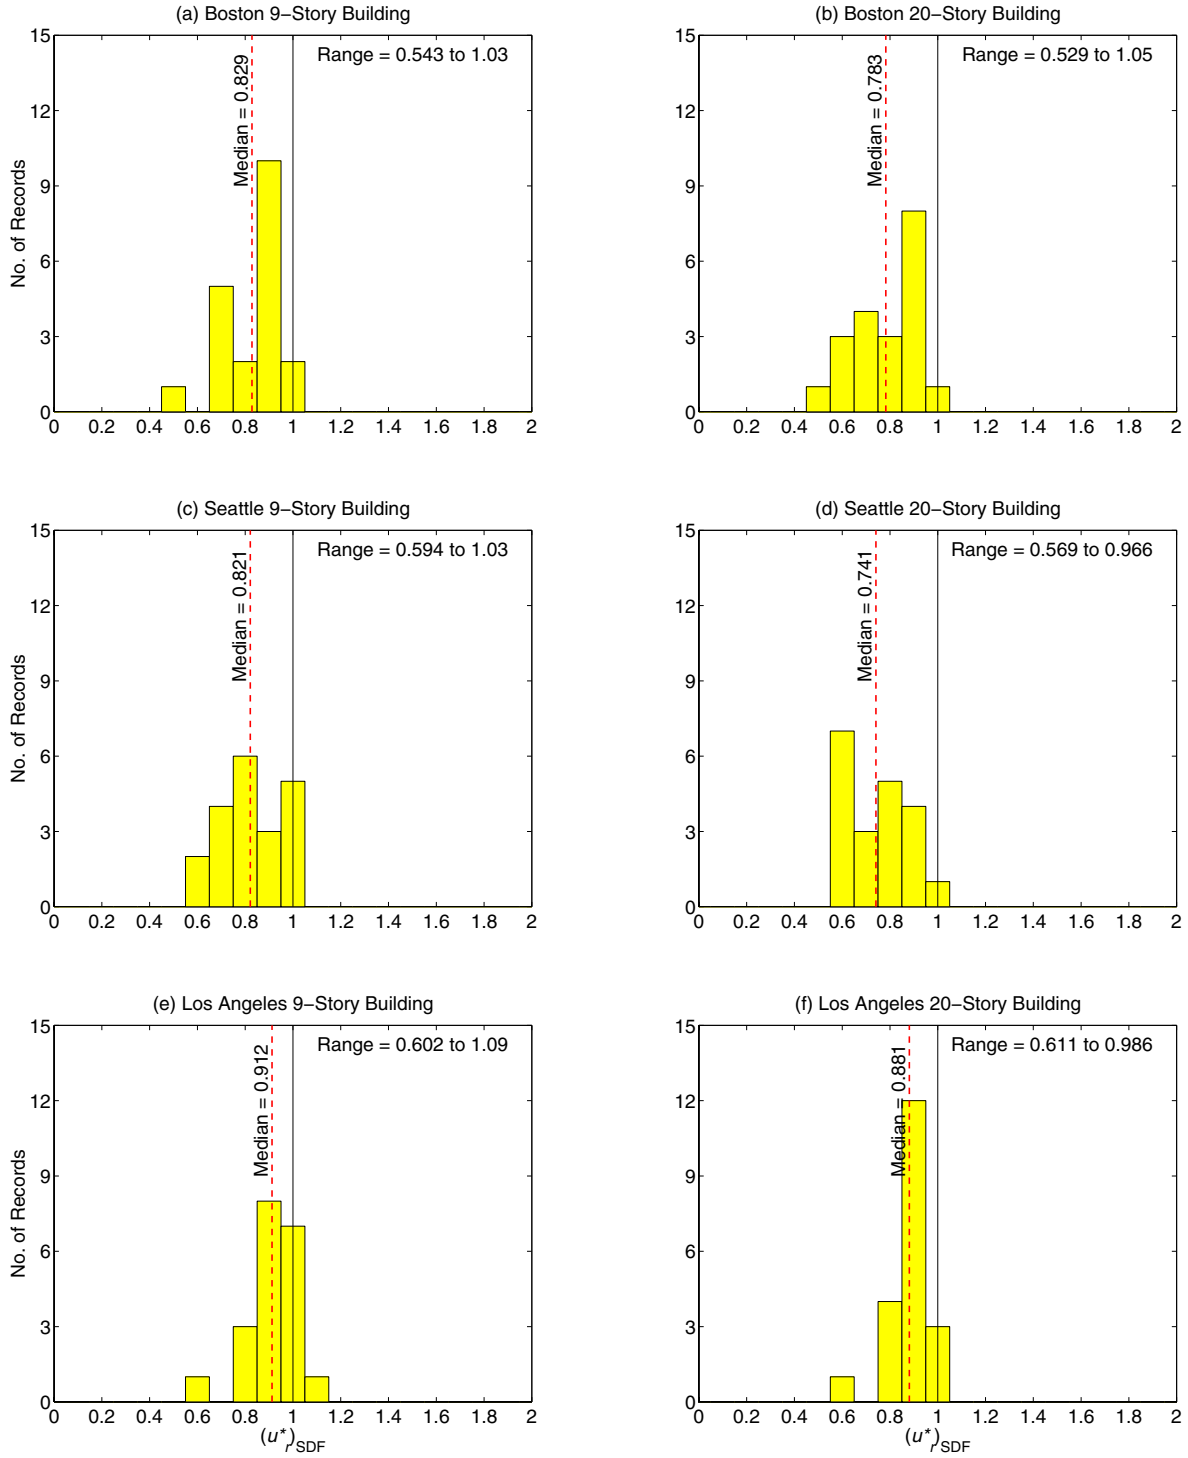 (a) Boston 9−Story Building
Range = 0.543 to 1.03
Median = 0.829
No. of Records
15
12
9
6
3
0
0 0.2 0.4 0.6 0.8 1 1.2 1.4 1.6 1.8 2
(b) Boston 20−Story Building
Range = 0.529 to 1.05
Median = 0.783
15
12
9
6
3
0
0 0.2 0.4 0.6 0.8 1 1.2 1.4 1.6 1.8 2
(c) Seattle 9−Story Building
Range = 0.594 to 1.03
Median = 0.821
No. of Records
15
12
9
6
3
0
0 0.2 0.4 0.6 0.8 1 1.2 1.4 1.6 1.8 2
(d) Seattle 20−Story Building
Range = 0.569 to 0.966
Median = 0.741
15
12
9
6
3
0
0 0.2 0.4 0.6 0.8 1 1.2 1.4 1.6 1.8 2
(e) Los Angeles 9−Story Building
Range = 0.602 to 1.09
Median = 0.912
No. of Records
15
12
9
6
3
0
0 0.2 0.4 0.6 0.8 1 1.2 1.4 1.6 1.8 2
(u*r)SDF
(f) Los Angeles 20−Story Building
Range = 0.611 to 0.986
Median = 0.881
15
12
9
6
3
0
0 0.2 0.4 0.6 0.8 1 1.2 1.4 1.6 1.8 2
(u*r)SDF